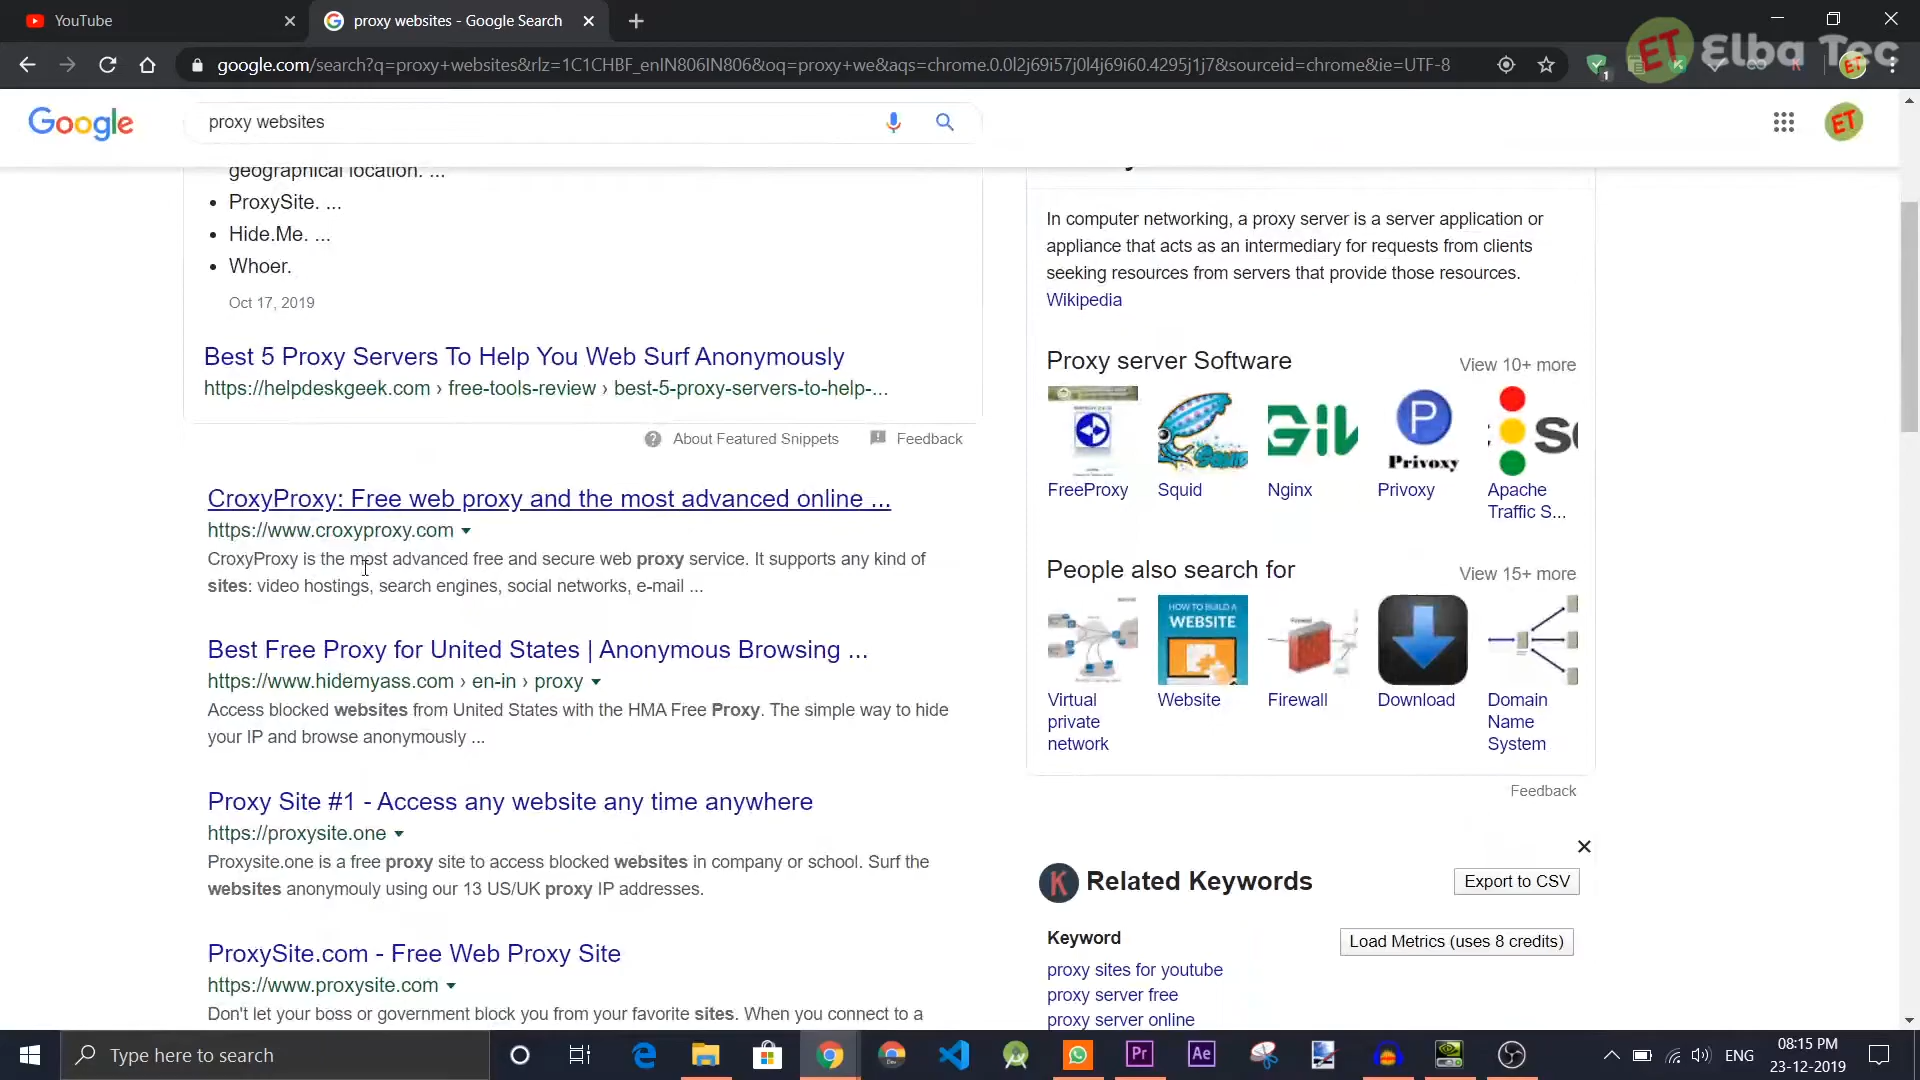 YouTube
proxy websites - Google Search
google.com/search?q=proxy+websites&rlz=1C1CHBF_enIN806IN806&oq=proxy+we&aqs=chrome.0.0l2j69i57j0l4j69i60.4295j1j7&sourceid=chrome&ie=UTF-8
1
ET Elba Tec
Google
proxy websites
ET
geographical location. ...
ProxySite. ...
Hide.Me. ...
Whoer.
Oct 17, 2019
Best 5 Proxy Servers To Help You Web Surf Anonymously
https://helpdeskgeek.com › free-tools-review › best-5-proxy-servers-to-help-...
About Featured Snippets
Feedback
CroxyProxy: Free web proxy and the most advanced online ...
https://www.croxyproxy.com
CroxyProxy is the most advanced free and secure web proxy service. It supports any kind of
sites: video hostings, search engines, social networks, e-mail ...
Best Free Proxy for United States | Anonymous Browsing ...
https://www.hidemyass.com › en-in › proxy
Access blocked websites from United States with the HMA Free Proxy. The simple way to hide
your IP and browse anonymously ...
Proxy Site #1 - Access any website any time anywhere
https://proxysite.one
Proxysite.one is a free proxy site to access blocked websites in company or school. Surf the
websites anonymouly using our 13 US/UK proxy IP addresses.
ProxySite.com - Free Web Proxy Site
https://www.proxysite.com
Don't let your boss or government block you from your favorite sites. When you connect to a
In computer networking, a proxy server is a server application or
appliance that acts as an intermediary for requests from clients
seeking resources from servers that provide those resources.
Wikipedia
Proxy server Software
View 10+ more
Squid
P
Privoxy
FreeProxy
Squid
Nginx
Privoxy
Apache
Traffic S...
People also search for
View 15+ more
HOW TO BUILD A
WEBSITE
Firewall
Virtual
private
network
Website
Firewall
Download
Domain
Name
System
Feedback
K
Related Keywords
Export to CSV
Keyword
Load Metrics (uses 8 credits)
proxy sites for youtube
proxy server free
proxy server online
Type here to search
Pr
Ae
ENG
08:15 PM
23-12-2019